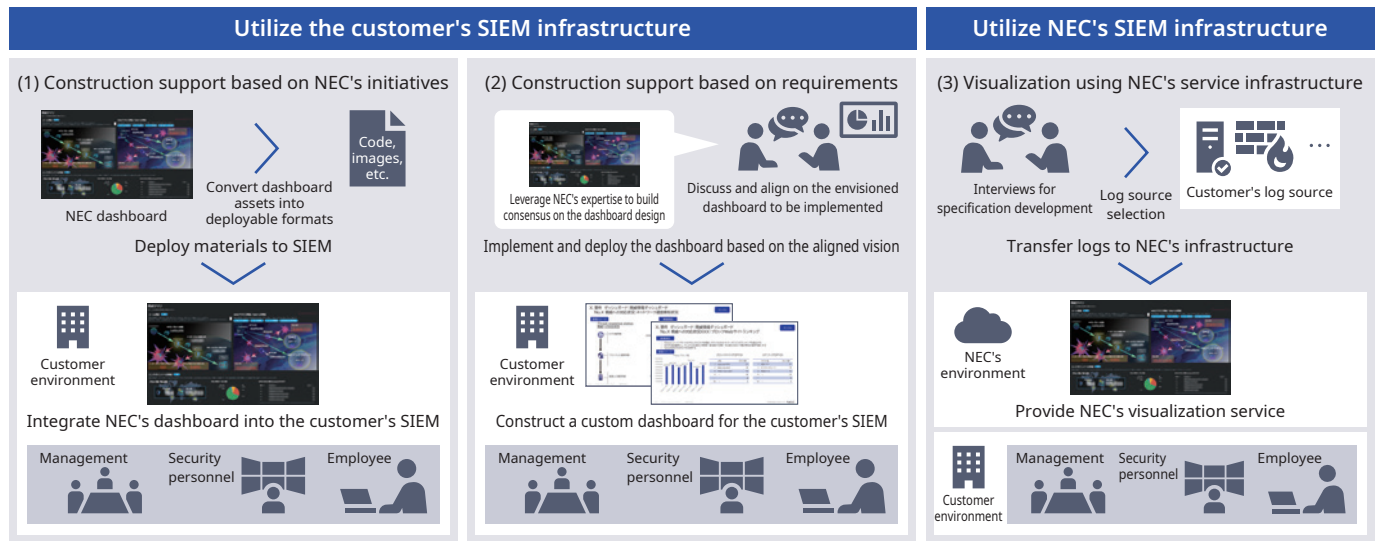 Utilize the customer's SIEM infrastructure
Utilize NEC's SIEM infrastructure
(1) Construction support based on NEC's initiatives
NEC dashboard
Convert dashboard
assets into
deployable formats
Code,
images,
etc.
Deploy materials to SIEM
Customer
environment
Integrate NEC's dashboard into the customer's SIEM
Management
Security
personnel
Employee
(2) Construction support based on requirements
Leverage NEC's expertise to build
consensus on the dashboard design
Discuss and align on the envisioned
dashboard to be implemented
Implement and deploy the dashboard based on the aligned vision
Customer
environment
Construct a custom dashboard for the customer's SIEM
Management
Security
personnel
Employee
(3) Visualization using NEC's service infrastructure
Interviews for
specification development
Log source
selection
...
Customer's log source
Transfer logs to NEC's infrastructure
NEC's
environment
Provide NEC's visualization service
Customer
environment
Management
Security
personnel
Employee